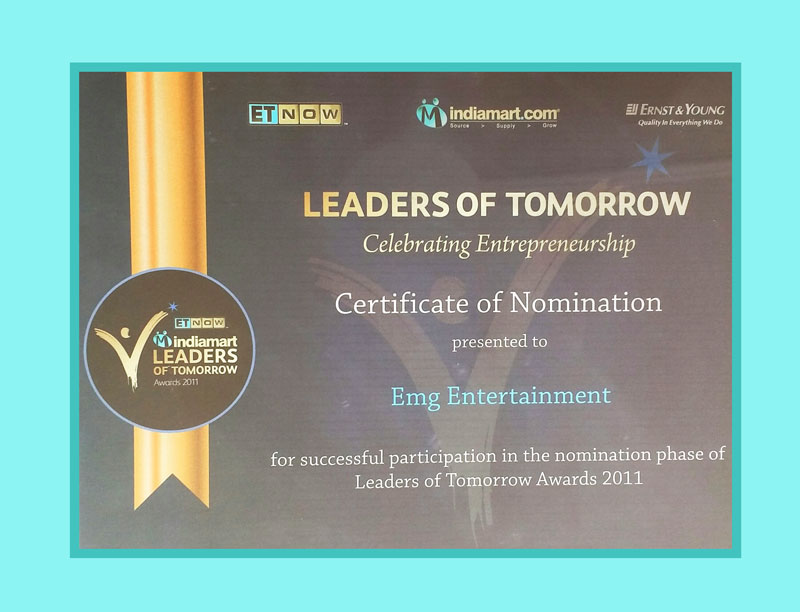 ET NOW
indiamart.com
Source > Supply > Grow
ERNST & YOUNG
Quality In Everything We Do
LEADERS OF TOMORROW
Celebrating Entrepreneurship
Certificate of Nomination
presented to
Emg Entertainment
for successful participation in the nomination phase of
Leaders of Tomorrow Awards 2011
ET NOW
indiamart
LEADERS
OF TOMORROW
Awards 2011